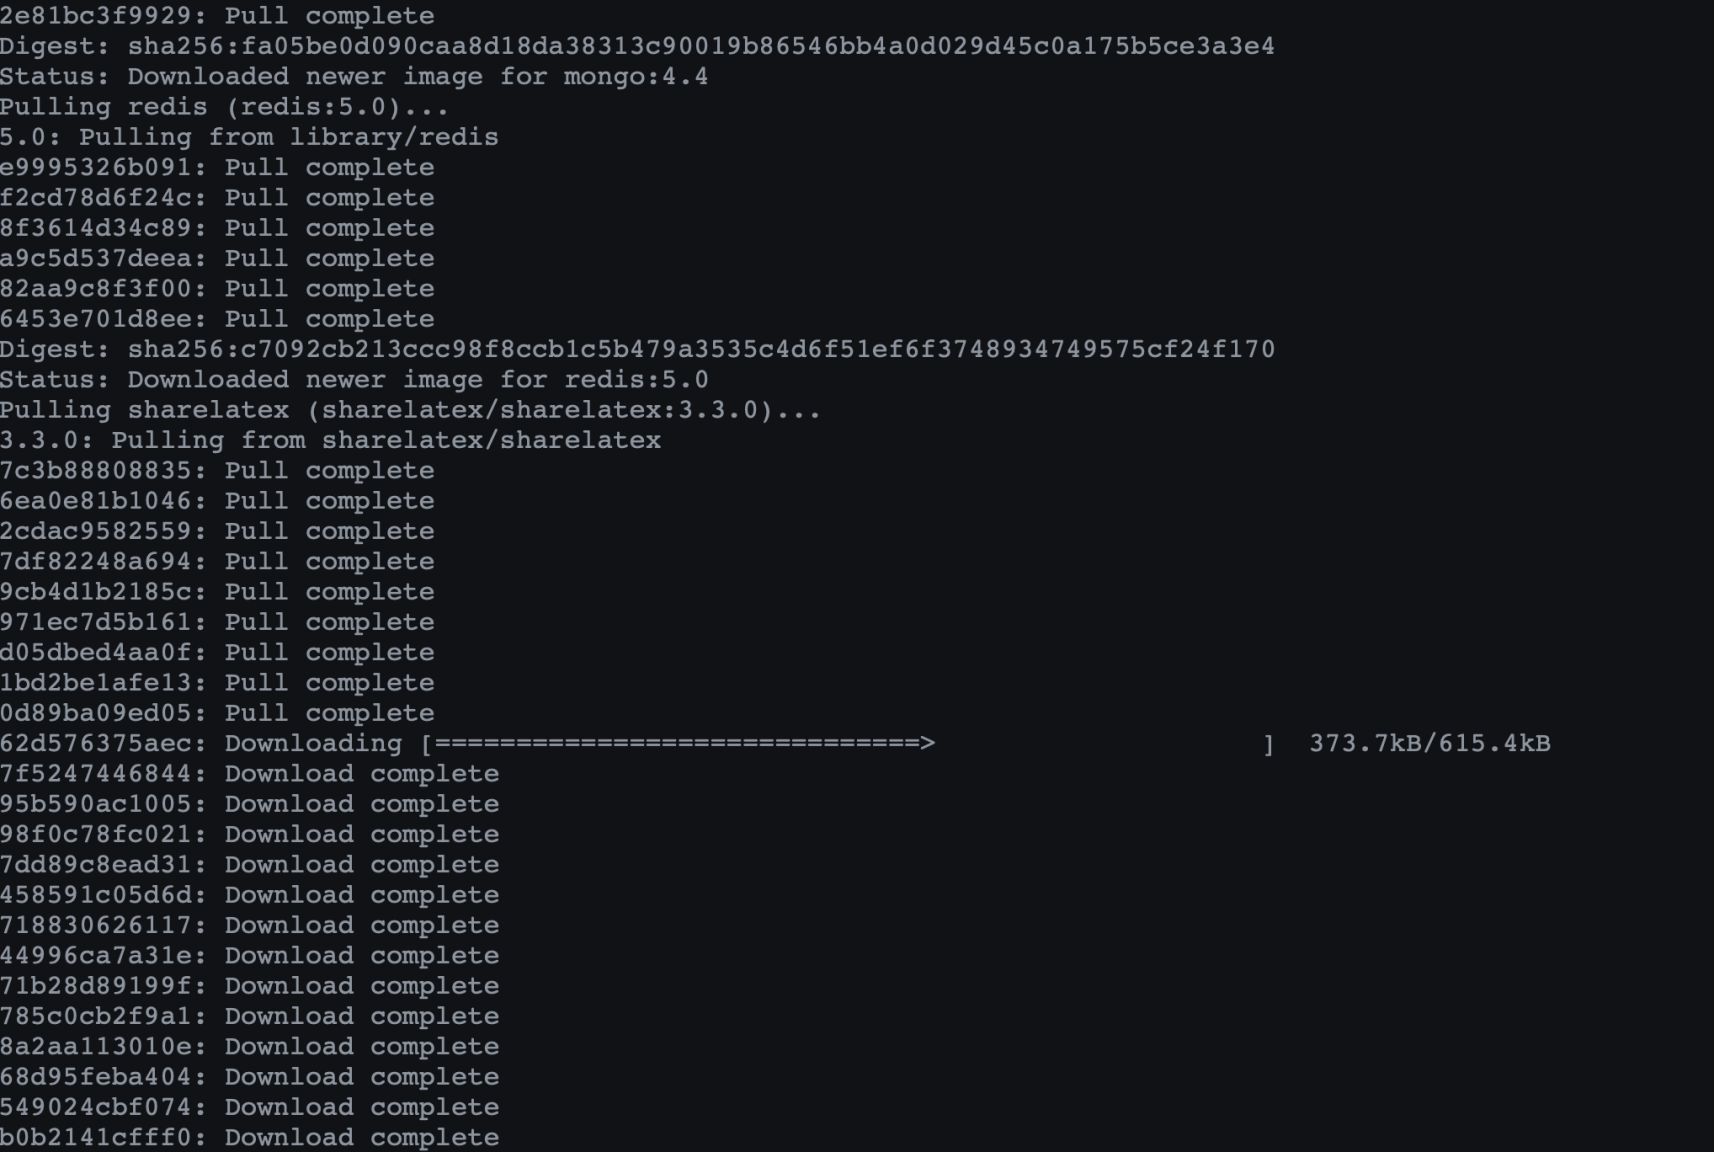 2e81bc3f9929: Pull complete
Digest: sha256:fa05be0d090caa8d18da38313c90019b86546bb4a0d029d45c0a175b5ce3a3e4
Status: Downloaded newer image for mongo:4.4
Pulling redis (redis:5.0)...
5.0: Pulling from library/redis
e9995326b091: Pull complete
f2cd78d6f24c: Pull complete
8f3614d34c89: Pull complete
a9c5d537deea: Pull complete
82aa9c8f3f00: Pull complete
6453e701d8ee: Pull complete
Digest: sha256:c7092cb213ccc98f8ccb1c5b479a3535c4d6f51ef6f3748934749575cf24f170
Status: Downloaded newer image for redis:5.0
Pulling sharelatex (sharelatex/sharelatex:3.3.0)...
3.3.0: Pulling from sharelatex/sharelatex
7c3b88808835: Pull complete
6ea0e81b1046: Pull complete
2cdac9582559: Pull complete
7df82248a694: Pull complete
9cb4d1b2185c: Pull complete
971ec7d5b161: Pull complete
d05dbed4aa0f: Pull complete
1bd2be1afe13: Pull complete
0d89ba09ed05: Pull complete
62d576375aec: Downloading [==============================>                    ]  373.7kB/615.4kB
7f5247446844: Download complete
95b590ac1005: Download complete
98f0c78fc021: Download complete
7dd89c8ead31: Download complete
458591c05d6d: Download complete
718830626117: Download complete
44996ca7a31e: Download complete
71b28d89199f: Download complete
785c0cb2f9a1: Download complete
8a2aa113010e: Download complete
68d95feba404: Download complete
549024cbf074: Download complete
b0b2141cfff0: Download complete